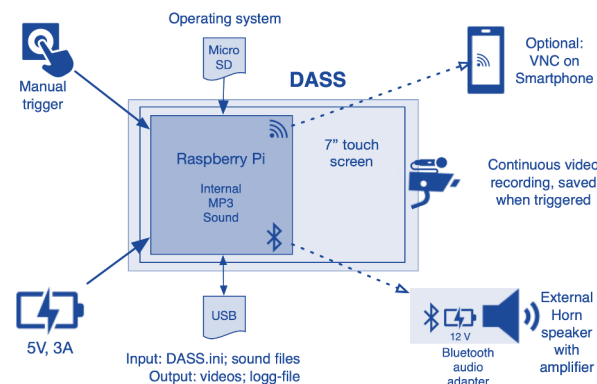 Operating system
Micro
SD
DASS
Optional:
VNC on
Smartphone
Manual
trigger
Raspberry Pi
Internal
MP3
Sound
7” touch
screen
Continuous video
recording, saved
when triggered
5V, 3A
USB
Input: DASS.ini; sound files
Output: videos; logg-file
12 V
Bluetooth
audio
adapter
External
Horn
speaker
with
amplifier